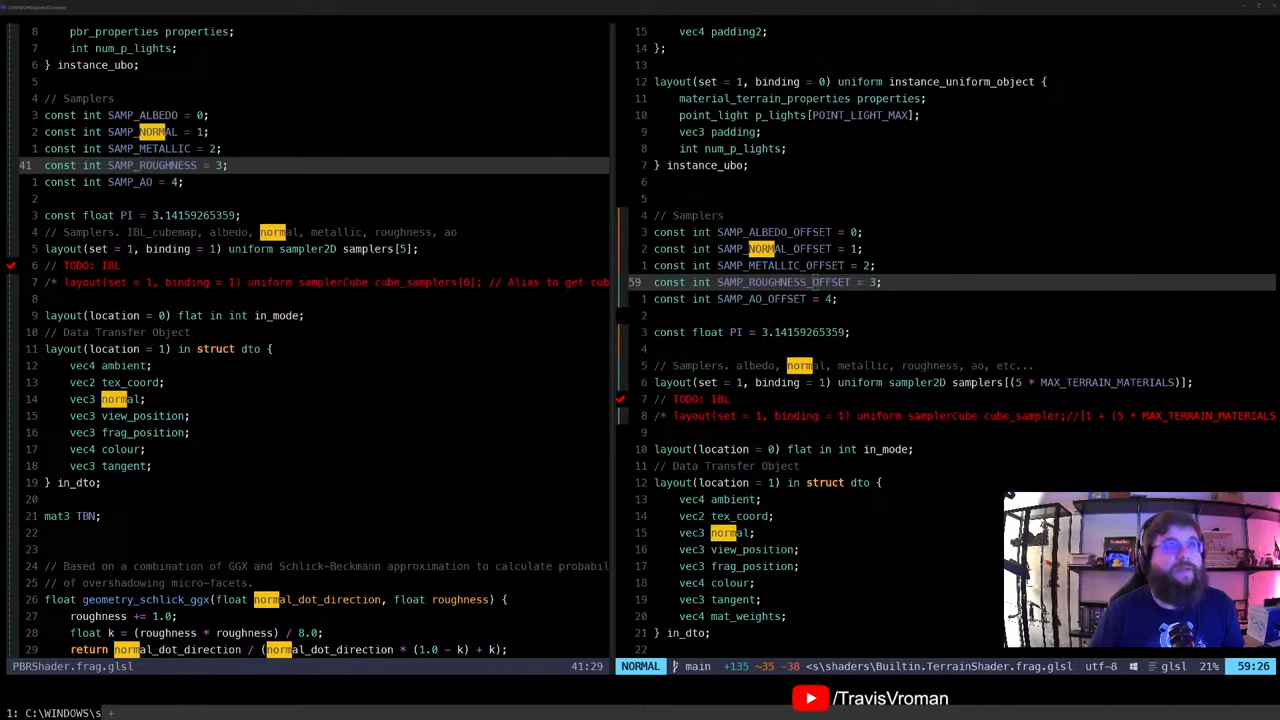 8 pbr_properties properties;
7 int num_p_lights;
6 } instance_ubo;
5
4 // Samplers
3 const int SAMP_ALBEDO = 0;
2 const int SAMP_NORMAL = 1;
1 const int SAMP_METALLIC = 2;
41 const int SAMP_ROUGHNESS = 3;
1 const int SAMP_AO = 4;
2
3 const float PI = 3.14159265359;
4 // Samplers. IBL_cubemap, albedo, normal, metallic, roughness, ao
5 layout(set = 1, binding = 1) uniform sampler2D samplers[5];
6 // TODO: IBL
7 /* layout(set = 1, binding = 1) uniform samplerCube cube_samplers[6]; // Alias to get cub
8
9 layout(location = 0) flat in int in_mode;
10 // Data Transfer Object
11 layout(location = 1) in struct dto {
12 vec4 ambient;
13 vec2 tex_coord;
14 vec3 normal;
15 vec3 view_position;
16 vec3 frag_position;
17 vec4 colour;
18 vec3 tangent;
19 } in_dto;
20
21 mat3 TBN;
22
23
24 // Based on a combination of GGX and Schlick-Beckmann approximation to calculate probabil
25 // of overshadowing micro-facets.
26 float geometry_schlick_ggx(float normal_dot_direction, float roughness) {
27 roughness += 1.0;
28 float k = (roughness * roughness) / 8.0;
29 return normal_dot_direction / (normal_dot_direction * (1.0 - k) + k);
PBRShader.frag.glsl 41:29
15 vec4 padding2;
14 };
13
12 layout(set = 1, binding = 0) uniform instance_uniform_object {
11 material_terrain_properties properties;
10 point_light p_lights[POINT_LIGHT_MAX];
9 vec3 padding;
8 int num_p_lights;
7 } instance_ubo;
6
5
4 // Samplers
3 const int SAMP_ALBEDO_OFFSET = 0;
2 const int SAMP_NORMAL_OFFSET = 1;
1 const int SAMP_METALLIC_OFFSET = 2;
59 const int SAMP_ROUGHNESS_OFFSET = 3;
1 const int SAMP_AO_OFFSET = 4;
2
3 const float PI = 3.14159265359;
4
5 // Samplers. albedo, normal, metallic, roughness, ao, etc...
6 layout(set = 1, binding = 1) uniform sampler2D samplers[(5 * MAX_TERRAIN_MATERIALS)];
7 // TODO: IBL
8 /* layout(set = 1, binding = 1) uniform samplerCube cube_sampler;//[1 + (5 * MAX_TERRAIN_MATERIALS
9
10 layout(location = 0) flat in int in_mode;
11 // Data Transfer Object
12 layout(location = 1) in struct dto {
13 vec4 ambient;
14 vec2 tex_coord;
15 vec3 normal;
16 vec3 view_position;
17 vec3 frag_position;
18 vec4 colour;
19 vec3 tangent;
20 vec4 mat_weights;
21 } in_dto;
22
NORMAL main +135 ~35 -38 <s\shaders\Builtin.TerrainShader.frag.glsl utf-8 glsl 21% 59:26
/TravisVroman
1: C:\WINDOWS\s +